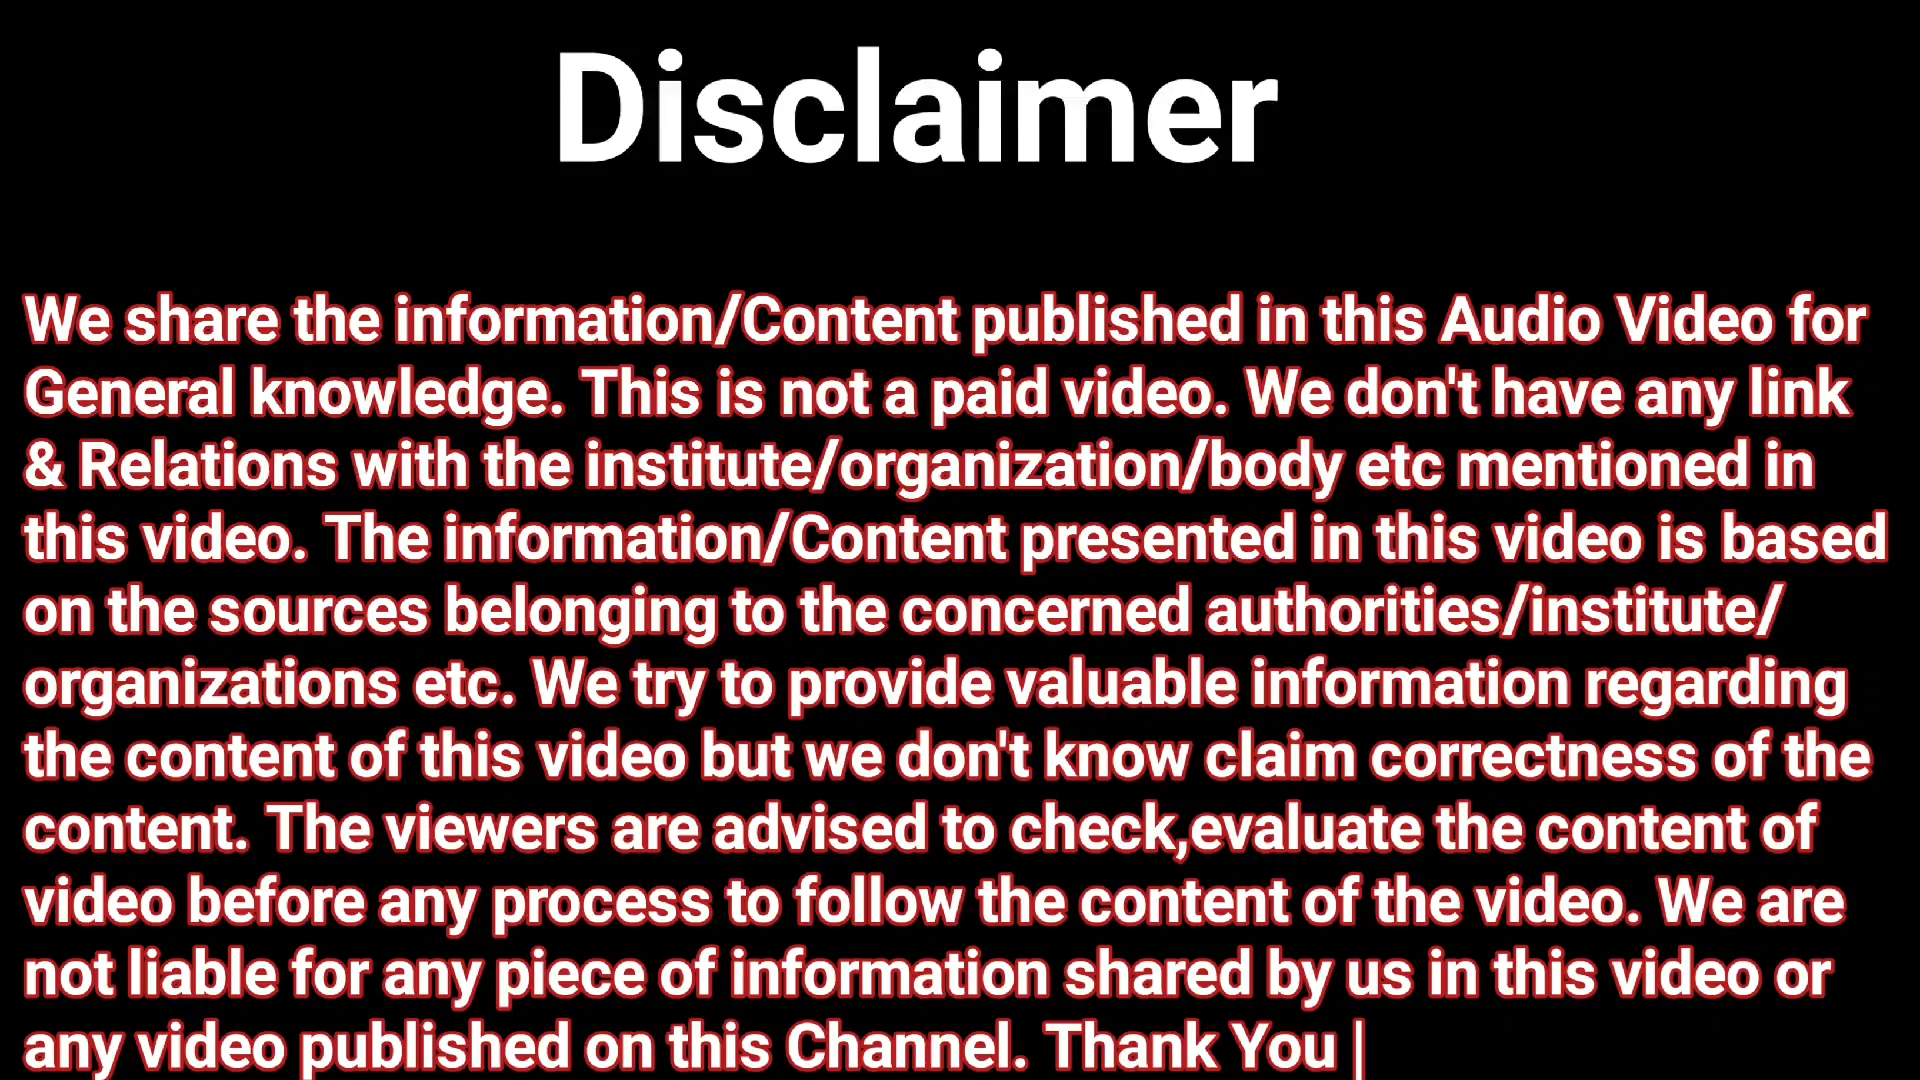 Disclaimer
We share the information/Content published in this Audio Video for
General knowledge. This is not a paid video. We don't have any link
& Relations with the institute/organization/body etc mentioned in
this video. The information/Content presented in this video is based
on the sources belonging to the concerned authorities/institute/
organizations etc. We try to provide valuable information regarding
the content of this video but we don't know claim correctness of the
content. The viewers are advised to check,evaluate the content of
video before any process to follow the content of the video. We are
not liable for any piece of information shared by us in this video or
any video published on this Channel. Thank You |